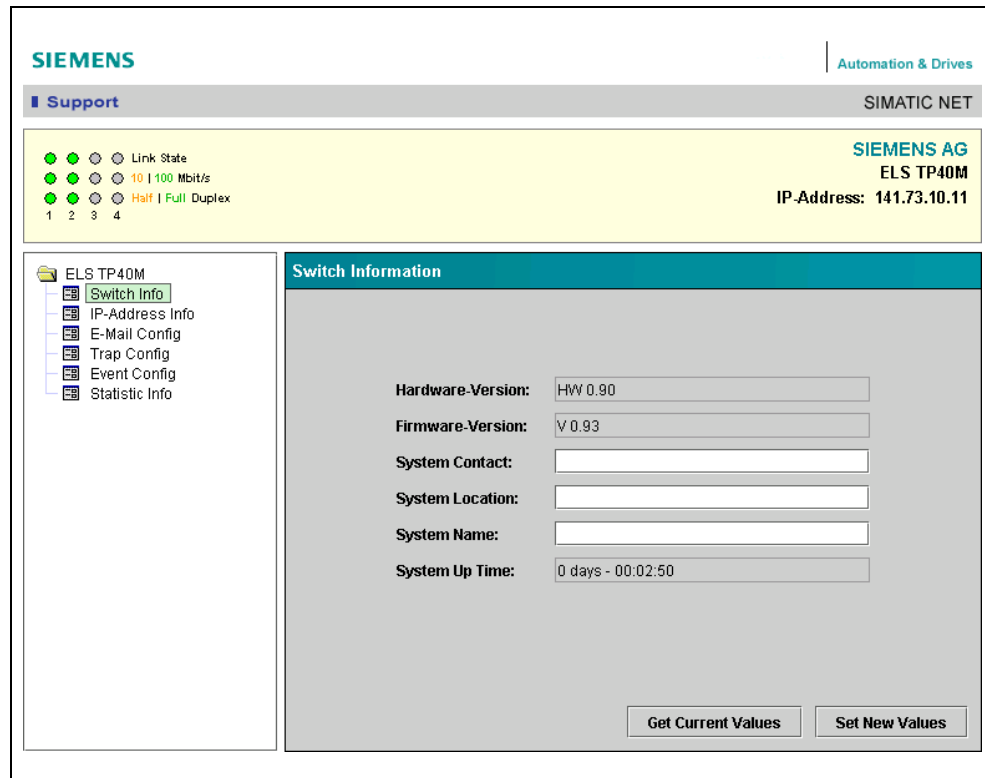 SIEMENS
Automation & Drives
Support
SIMATIC NET
Link State
10 | 100 Mbit/s
Half | Full Duplex
1 2 3 4
SIEMENS AG
ELS TP40M
IP-Address: 141.73.10.11
ELS TP40M
Switch Info
IP-Address Info
E-Mail Config
Trap Config
Event Config
Statistic Info
Switch Information
Hardware-Version: HW 0.90
Firmware-Version: V 0.93
System Contact:
System Location:
System Name:
System Up Time: 0 days - 00:02:50
Get Current Values Set New Values